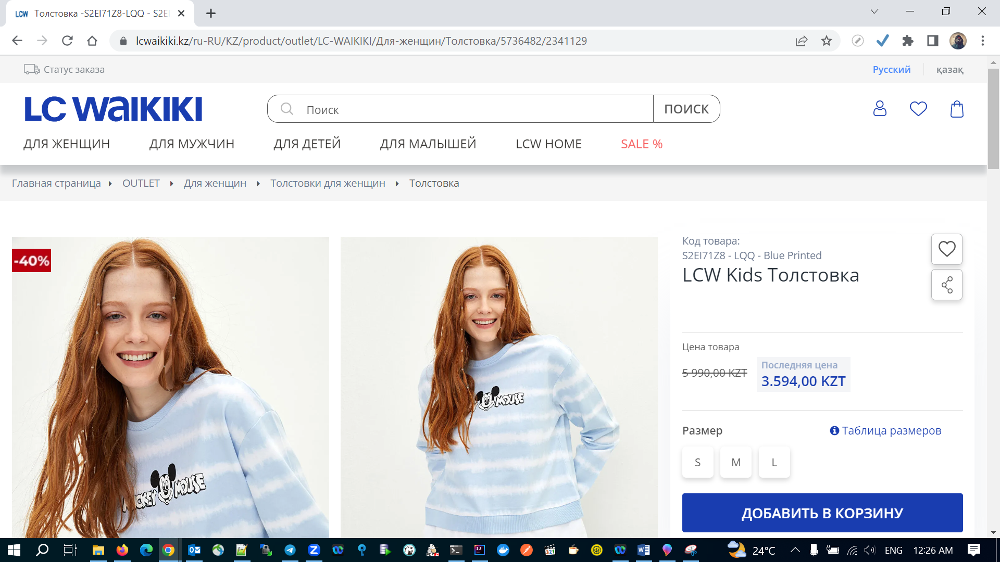 Толстовка -S2EI71Z8-LQQ - S2EI
lcwaikiki.kz/ru-RU/KZ/product/outlet/LC-WAIKIKI/Для-женщин/Толстовка/5736482/2341129
Статус заказа
Русский
қазақ
LC WAIKIKI
Поиск
ПОИСК
ДЛЯ ЖЕНЩИН
ДЛЯ МУЖЧИН
ДЛЯ ДЕТЕЙ
ДЛЯ МАЛЫШЕЙ
LCW HOME
SALE %
Главная страница
OUTLET
Для женщин
Толстовки для женщин
Толстовка
-40%
MICKEY MOUSE
MOUSE
Код товара:
S2EI71Z8 - LQQ - Blue Printed
LCW Kids Толстовка
Цена товара
5 990,00 KZT
Последняя цена
3.594,00 KZT
Размер
Таблица размеров
S
M
L
ДОБАВИТЬ В КОРЗИНУ
24°C
ENG
12:26 AM